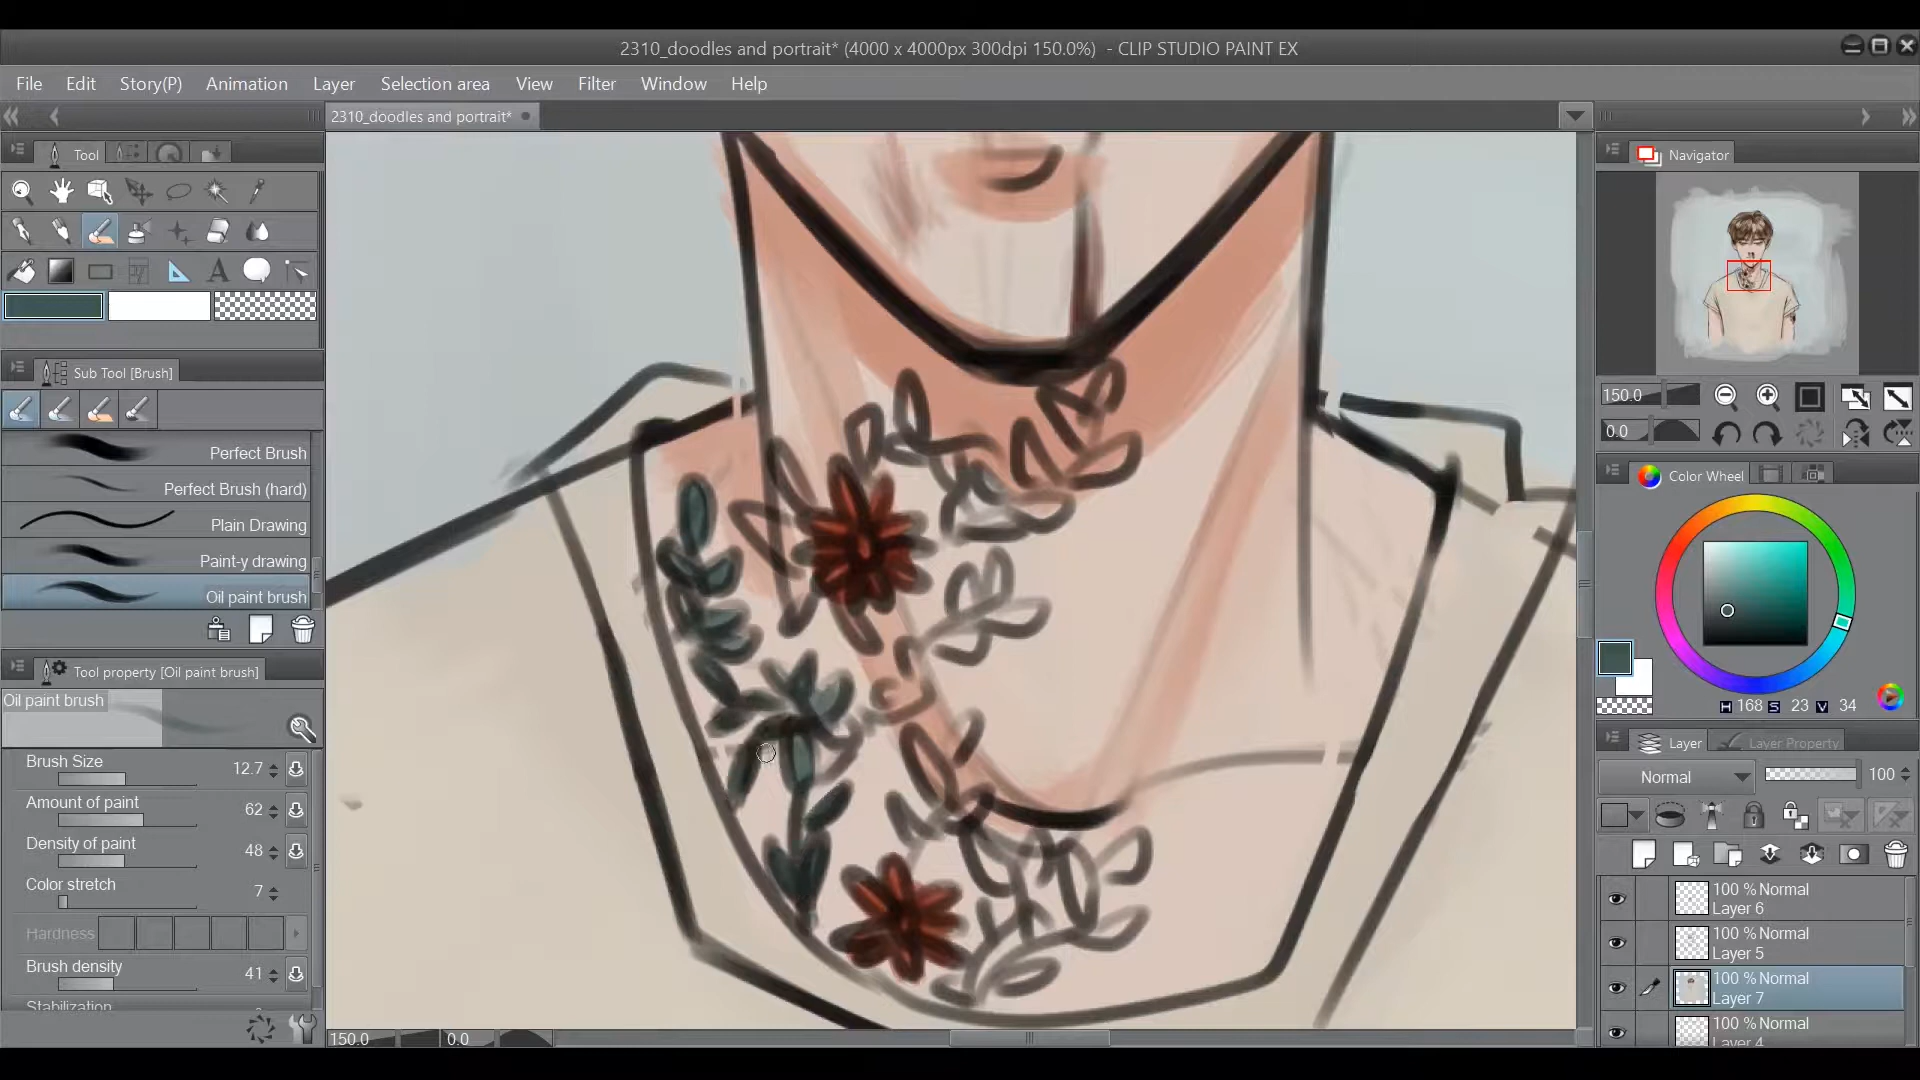 2310_doodles and portrait* (4000 x 4000px 300dpi 150.0%) - CLIP STUDIO PAINT EX
File Edit Story(P) Animation Layer Selection area View Filter Window Help
2310_doodles and portrait*
Tool
Navigator
Sub Tool [Brush]
150.0
0.0
Perfect Brush
Color Wheel
Perfect Brush (hard)
Plain Drawing
Paint-y drawing
Oil paint brush
Tool property [Oil paint brush]
Oil paint brush
H 168 S 23 V 34
Layer
Layer Property
Brush Size 12.7
Normal 100
Amount of paint 62
Density of paint 48
Color stretch 7
100 % Normal
Layer 6
Hardness
100 % Normal
Layer 5
Brush density 41
100 % Normal
Layer 7
Stabilization
100 % Normal
Layer 4
150.0 0.0